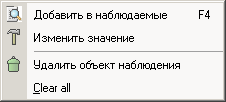 Добавить в наблюдаемые F4
Изменить значение
Удалить объект наблюдения
Clear all